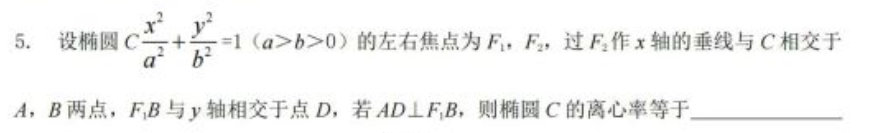 5. 设椭圆 C x²/a² + y²/b² =1（a>b>0）的左右焦点为 F₁，F₂，过 F₂作 x 轴的垂线与 C 相交于
A，B 两点，F₁B 与 y 轴相交于点 D，若 AD⊥F₁B，则椭圆 C 的离心率等于________